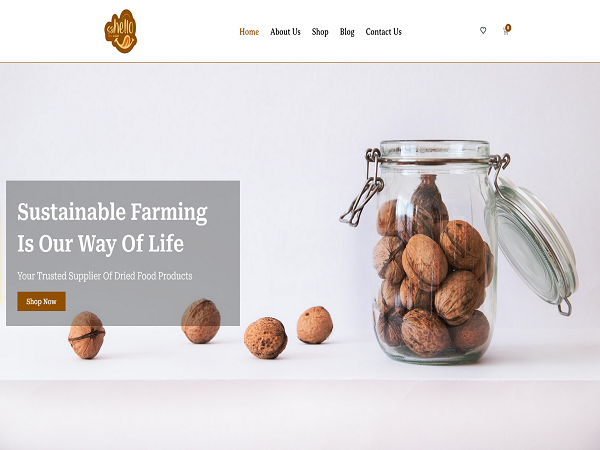 hello
Home
About Us
Shop
Blog
Contact Us
0
Sustainable Farming
Is Our Way Of Life
Your Trusted Supplier Of Dried Food Products
Shop Now